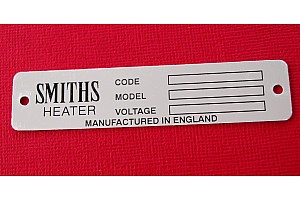 SMITHS
HEATER
CODE
MODEL
VOLTAGE
MANUFACTURED IN ENGLAND